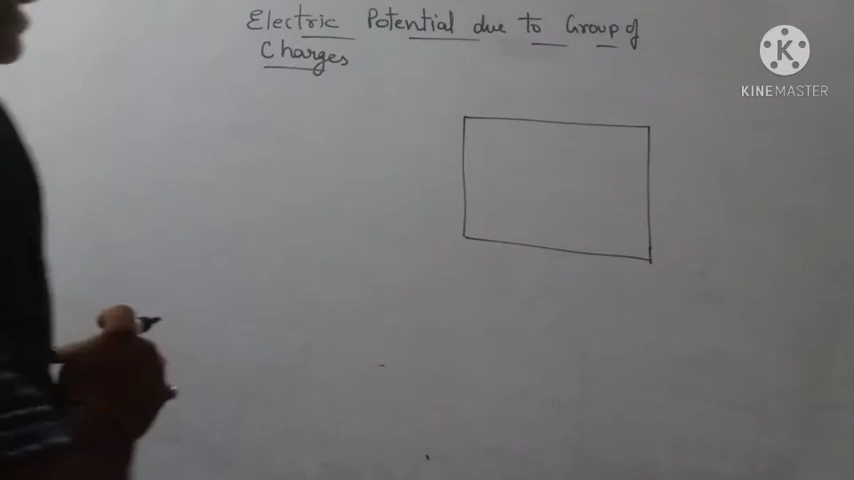 Electric Potential due to Group of
Charges
K
KINEMASTER